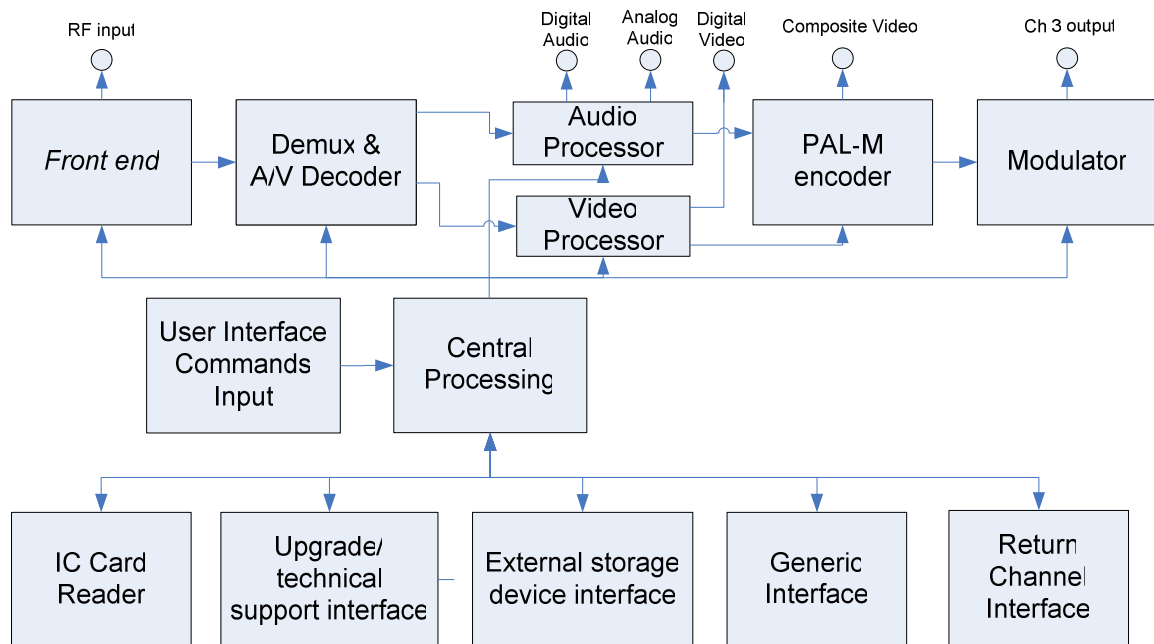 RF input
Digital
Audio
Analog
Audio
Digital
Video
Composite Video
Ch 3 output
Front end
Demux &
A/V Decoder
Audio
Processor
Video
Processor
PAL-M
encoder
Modulator
User Interface
Commands
Input
Central
Processing
IC Card
Reader
Upgrade/
technical
support interface
External storage
device interface
Generic
Interface
Return
Channel
Interface